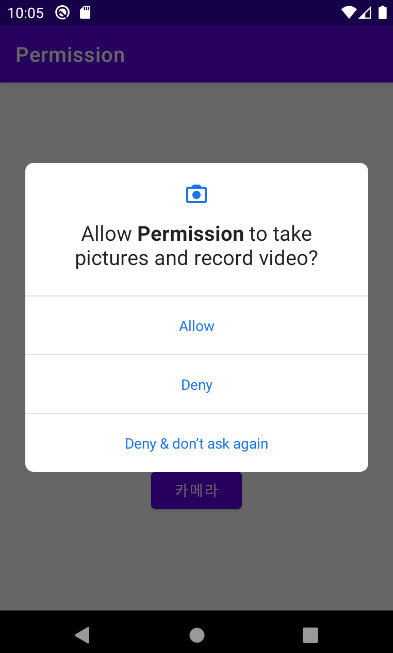 10:05
Permission
Allow Permission to take
pictures and record video?
Allow
Deny
Deny & don't ask again
카메라